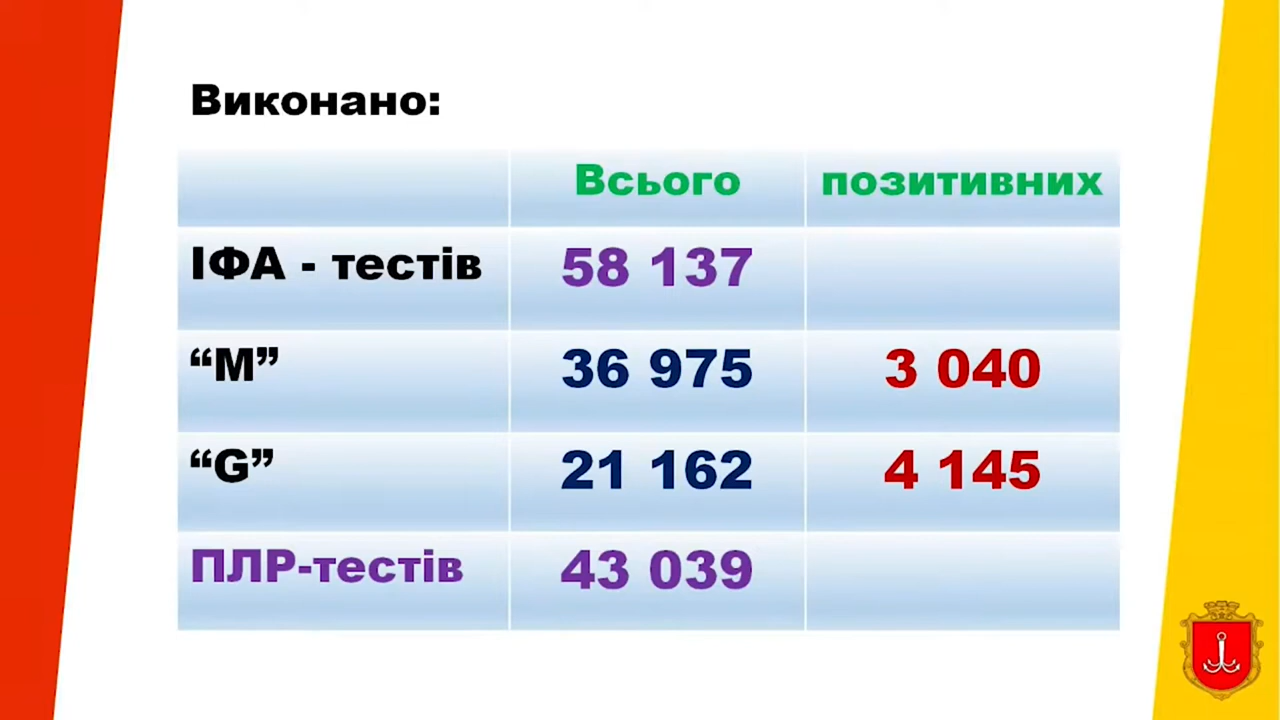 Виконано:
Всього позитивних
ІФА - тестів 58 137
“М” 36 975 3 040
“G” 21 162 4 145
ПЛР-тестів 43 039